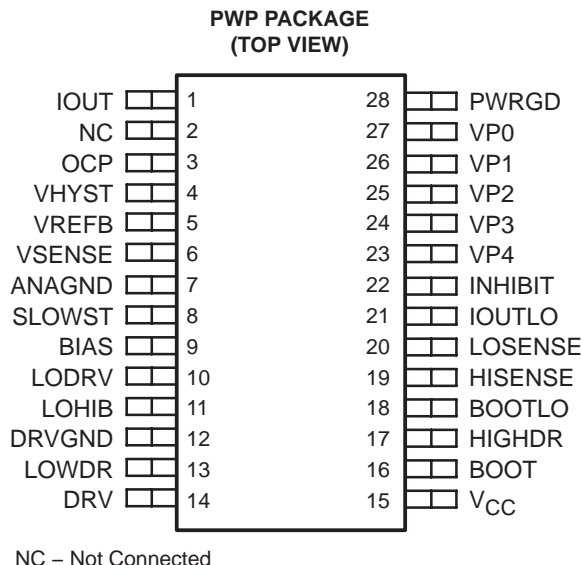 PWP PACKAGE
(TOP VIEW)
IOUT 1 28 PWRGD
NC 2 27 VP0
OCP 3 26 VP1
VHYST 4 25 VP2
VREFB 5 24 VP3
VSENSE 6 23 VP4
ANAGND 7 22 INHIBIT
SLOWST 8 21 IOUTLO
BIAS 9 20 LOSENSE
LODRV 10 19 HISENSE
LOHIB 11 18 BOOTLO
DRVGND 12 17 HIGHDR
LOWDR 13 16 BOOT
DRV 14 15 VCC
NC – Not Connected